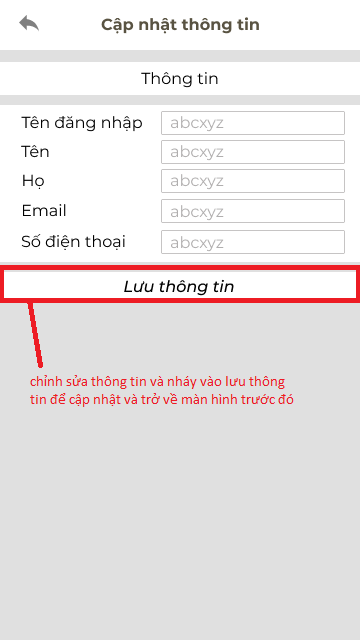 Cập nhật thông tin
Thông tin
Tên đăng nhập abcxyz
Tên abcxyz
Họ abcxyz
Email abcxyz
Số điện thoại abcxyz
Lưu thông tin
chỉnh sửa thông tin và nháy vào lưu thông
tin để cập nhật và trở về màn hình trước đó